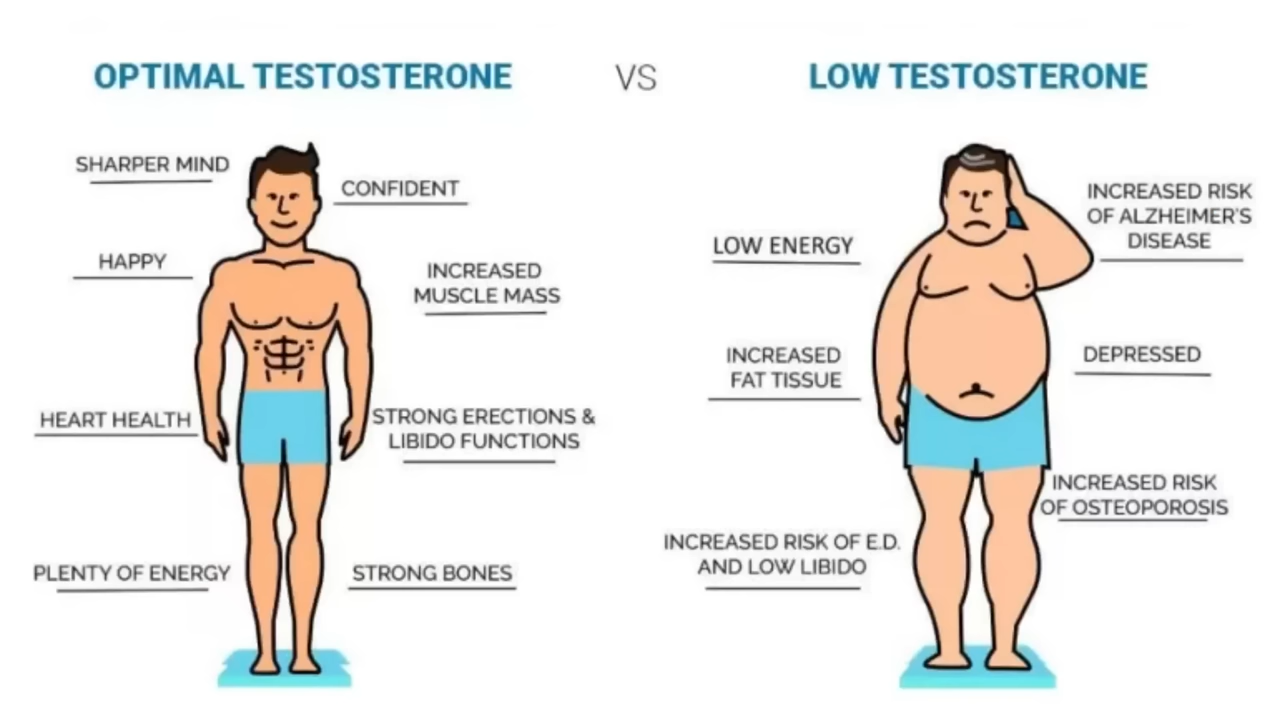 OPTIMAL TESTOSTERONE
VS
LOW TESTOSTERONE
SHARPER MIND
CONFIDENT
HAPPY
INCREASED
MUSCLE MASS
HEART HEALTH
STRONG ERECTIONS &
LIBIDO FUNCTIONS
PLENTY OF ENERGY
STRONG BONES
LOW ENERGY
INCREASED RISK
OF ALZHEIMER'S
DISEASE
INCREASED
FAT TISSUE
DEPRESSED
INCREASED RISK
OF OSTEOPOROSIS
INCREASED RISK OF E.D.
AND LOW LIBIDO